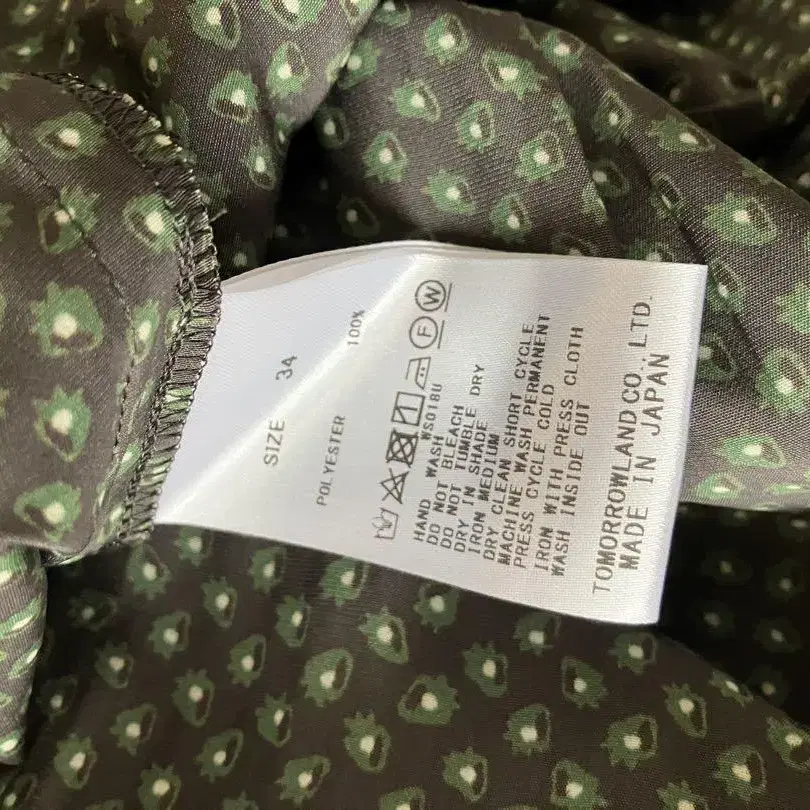 SIZE 34
POLYESTER 100%
WS018U
HAND WASH
DO NOT BLEACH
DO NOT TUMBLE DRY
DRY IN SHADE
IRON MEDIUM
DRY CLEAN SHORT CYCLE
MACHINE WASH PERMANENT
PRESS CYCLE COLD
IRON WITH PRESS CLOTH
WASH INSIDE OUT
TOMORROWLAND CO., LTD.
MADE IN JAPAN
F
W